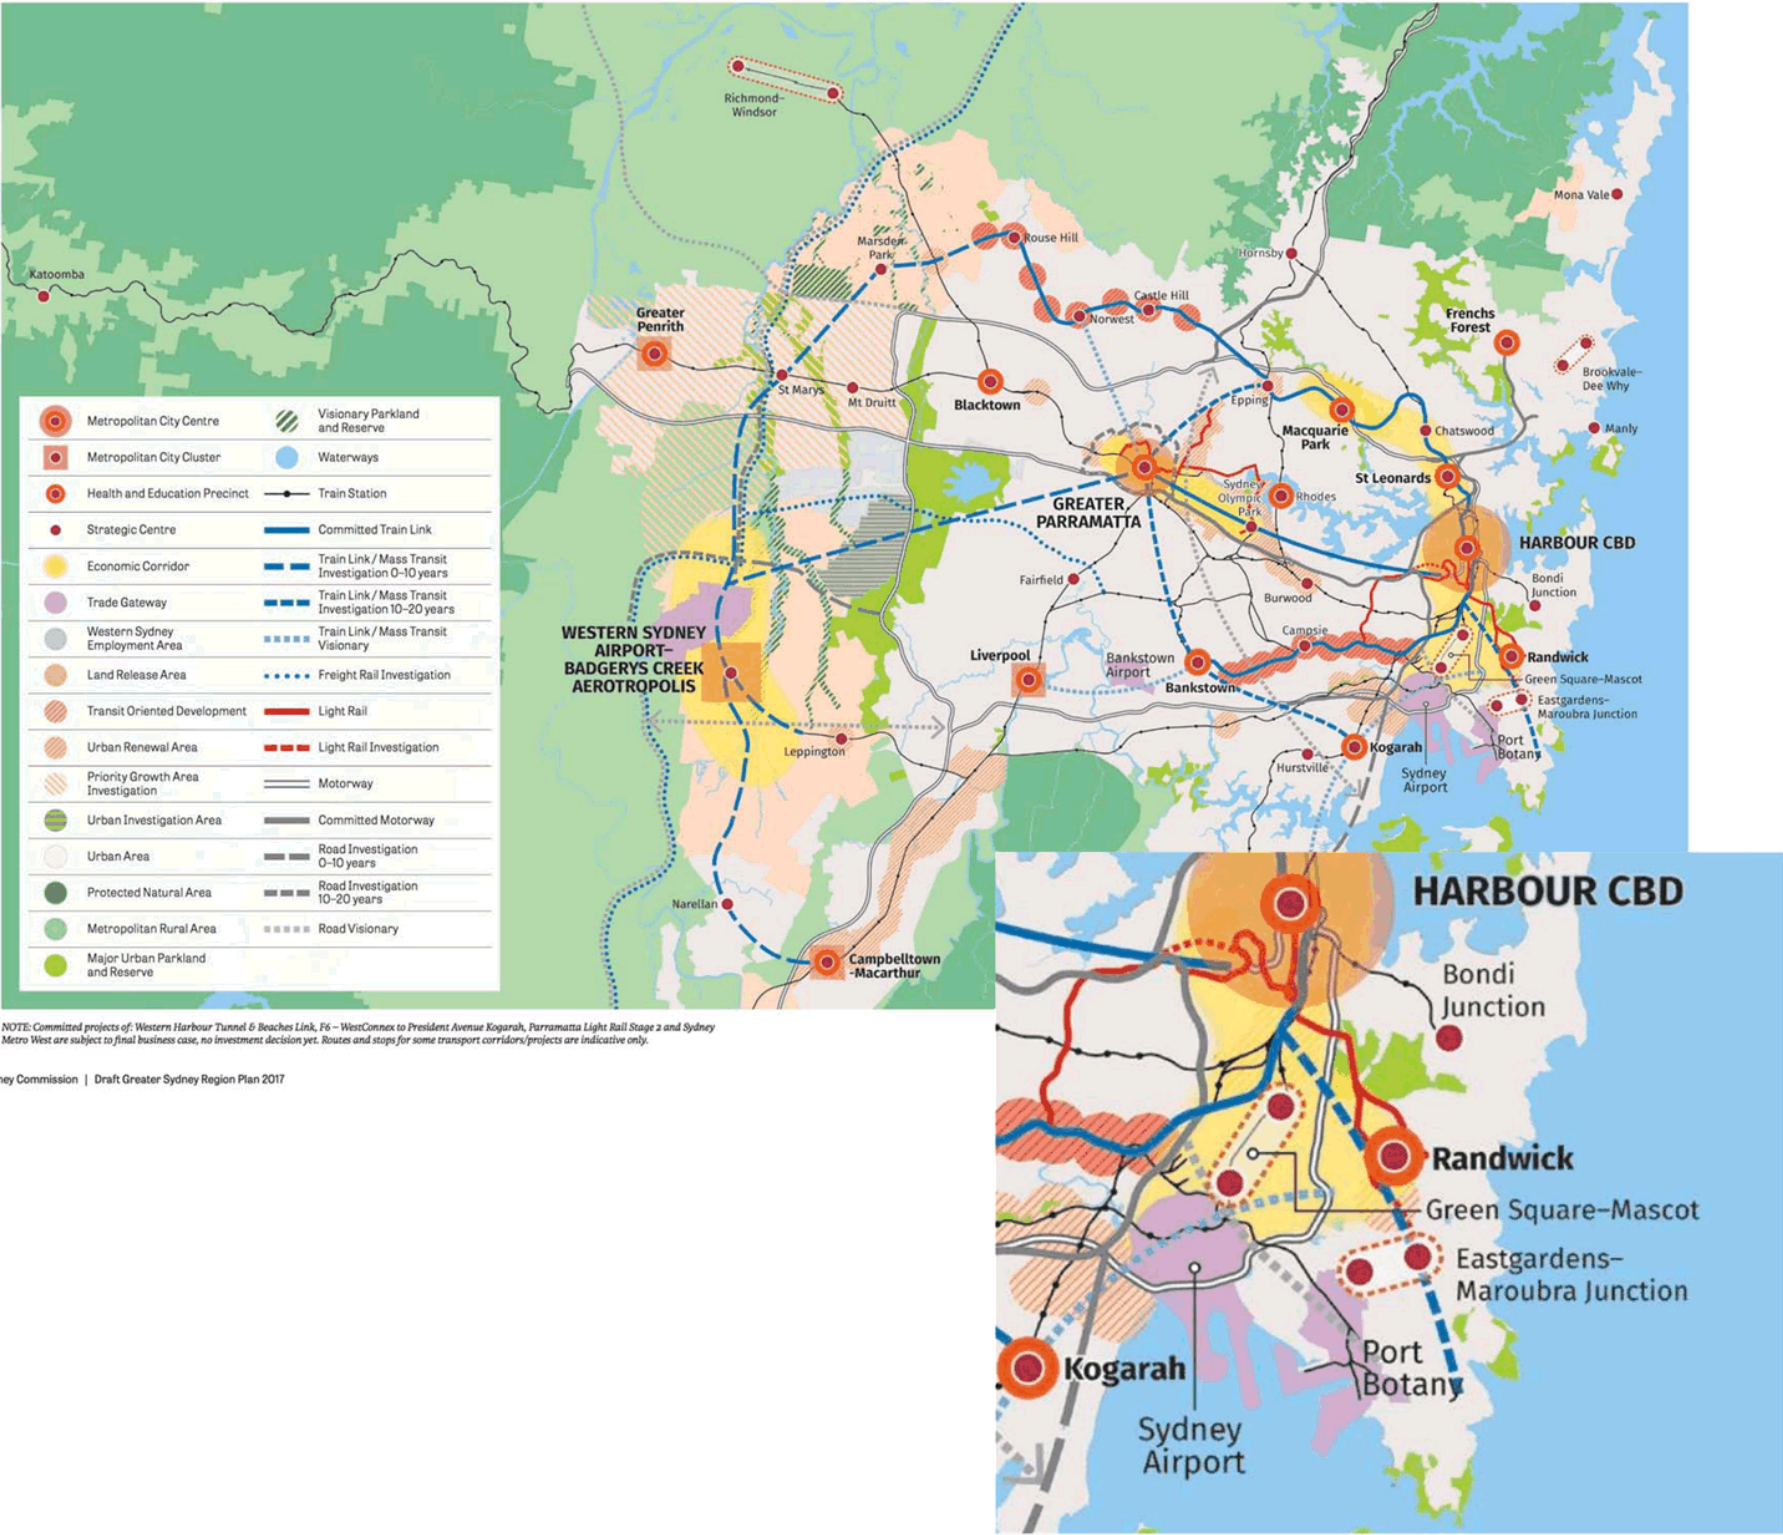 Richmond–
Windsor
Mona Vale
Marsden
Park
Rouse Hill
Hornsby
Katoomba
Castle Hill
Norwest
Greater
Penrith
Frenchs
Forest
Brookvale–
Dee Why
St Marys
Mt Druitt
Blacktown
Epping
Macquarie
Park
Chatswood
Manly
St Leonards
GREATER
PARRAMATTA
Sydney
Olympic
Park
Rhodes
HARBOUR CBD
Bondi
Junction
Fairfield
Burwood
WESTERN SYDNEY
AIRPORT–
BADGERYS CREEK
AEROTROPOLIS
Campsie
Liverpool
Bankstown
Airport
Bankstown
Randwick
Green Square–Mascot
Eastgardens–
Maroubra Junction
Leppington
Kogarah
Port
Botany
Hurstville
Sydney
Airport
Narellan
Campbelltown
-Macarthur
Metropolitan City Centre
Metropolitan City Cluster
Health and Education Precinct
Strategic Centre
Economic Corridor
Trade Gateway
Western Sydney
Employment Area
Land Release Area
Transit Oriented Development
Urban Renewal Area
Priority Growth Area
Investigation
Urban Investigation Area
Urban Area
Protected Natural Area
Metropolitan Rural Area
Major Urban Parkland
and Reserve
Visionary Parkland
and Reserve
Waterways
Train Station
Committed Train Link
Train Link/Mass Transit
Investigation 0–10 years
Train Link/Mass Transit
Investigation 10–20 years
Train Link/Mass Transit
Visionary
Freight Rail Investigation
Light Rail
Light Rail Investigation
Motorway
Committed Motorway
Road Investigation
0–10 years
Road Investigation
10–20 years
Road Visionary
NOTE: Committed projects of: Western Harbour Tunnel & Beaches Link, F6 – WestConnex to President Avenue Kogarah, Parramatta Light Rail Stage 2 and Sydney
Metro West are subject to final business case, no investment decision yet. Routes and stops for some transport corridors/projects are indicative only.
ney Commission | Draft Greater Sydney Region Plan 2017
HARBOUR CBD
Bondi
Junction
Randwick
Green Square–Mascot
Eastgardens–
Maroubra Junction
Port
Botany
Kogarah
Sydney
Airport